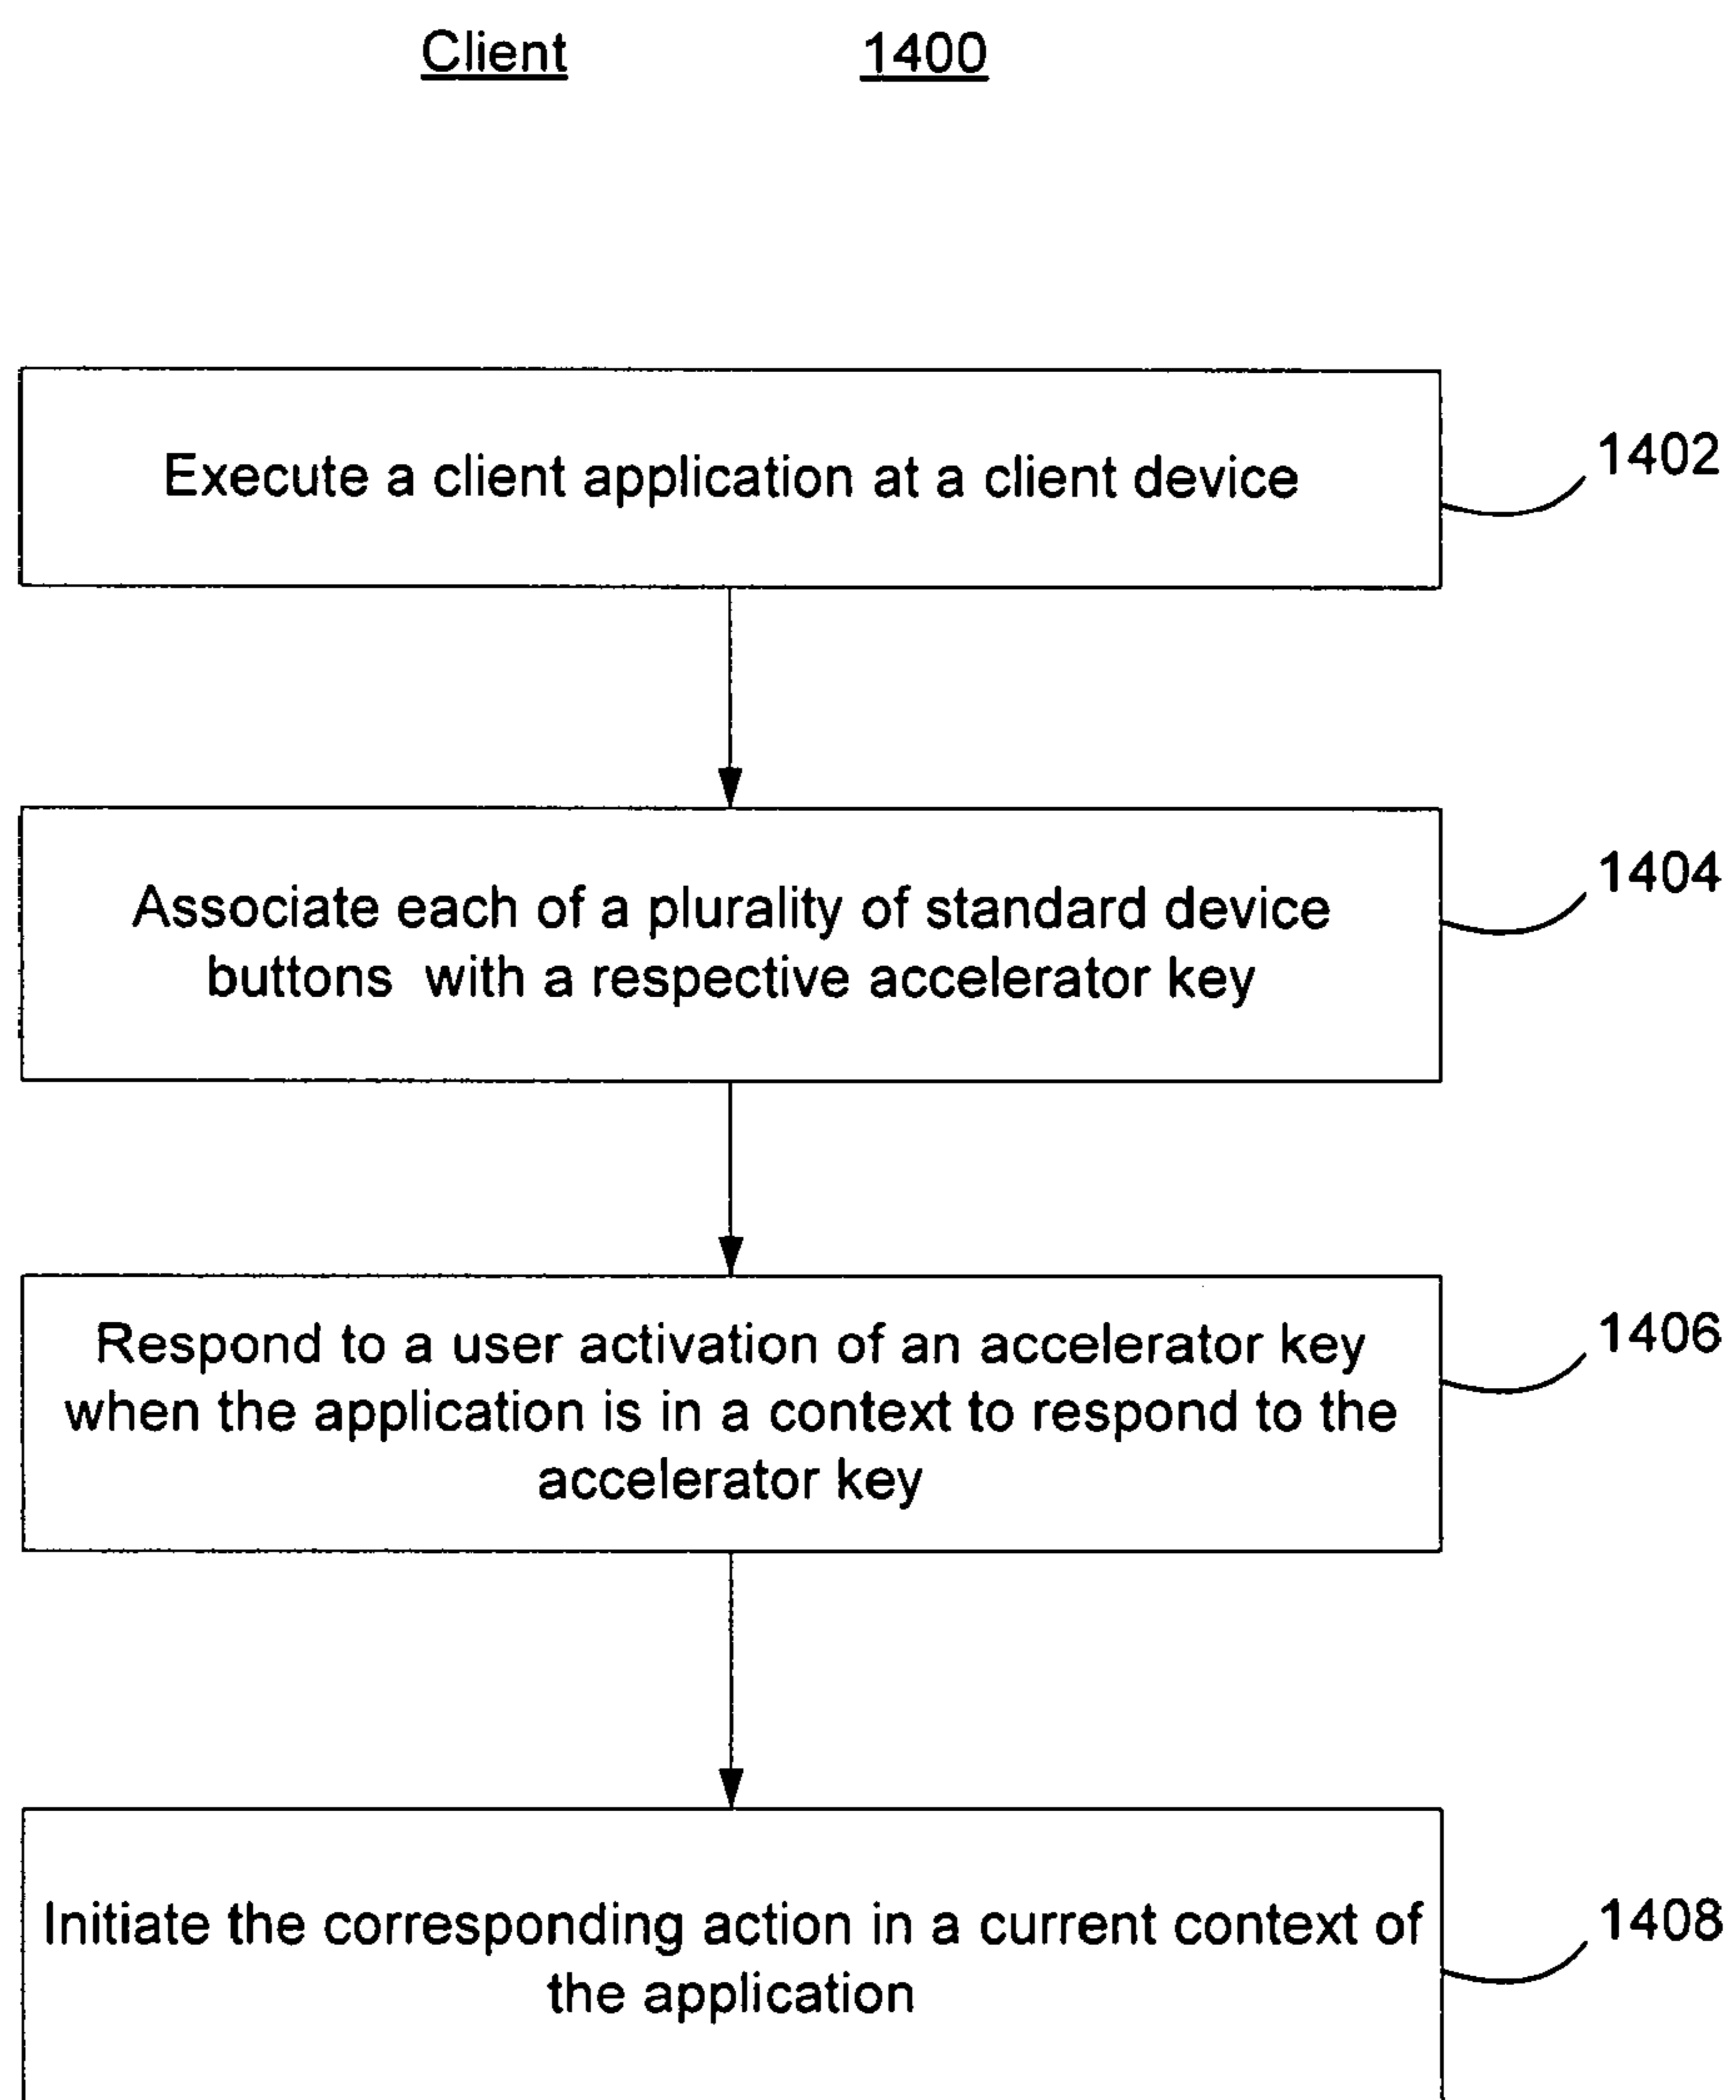 Client 1400
Execute a client application at a client device
1402
Associate each of a plurality of standard device
buttons with a respective accelerator key
1404
Respond to a user activation of an accelerator key
when the application is in a context to respond to the
accelerator key
1406
Initiate the corresponding action in a current context of
the application
1408